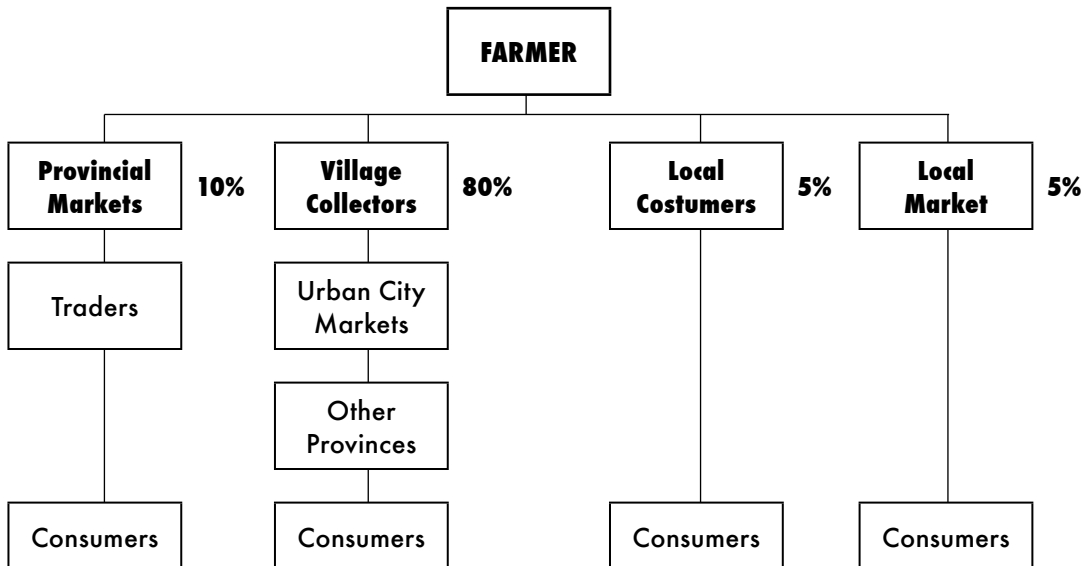 FARMER
Provincial
Markets
10%
Village
Collectors
80%
Local
Costumers
5%
Local
Market
5%
Traders
Urban City
Markets
Other
Provinces
Consumers
Consumers
Consumers
Consumers